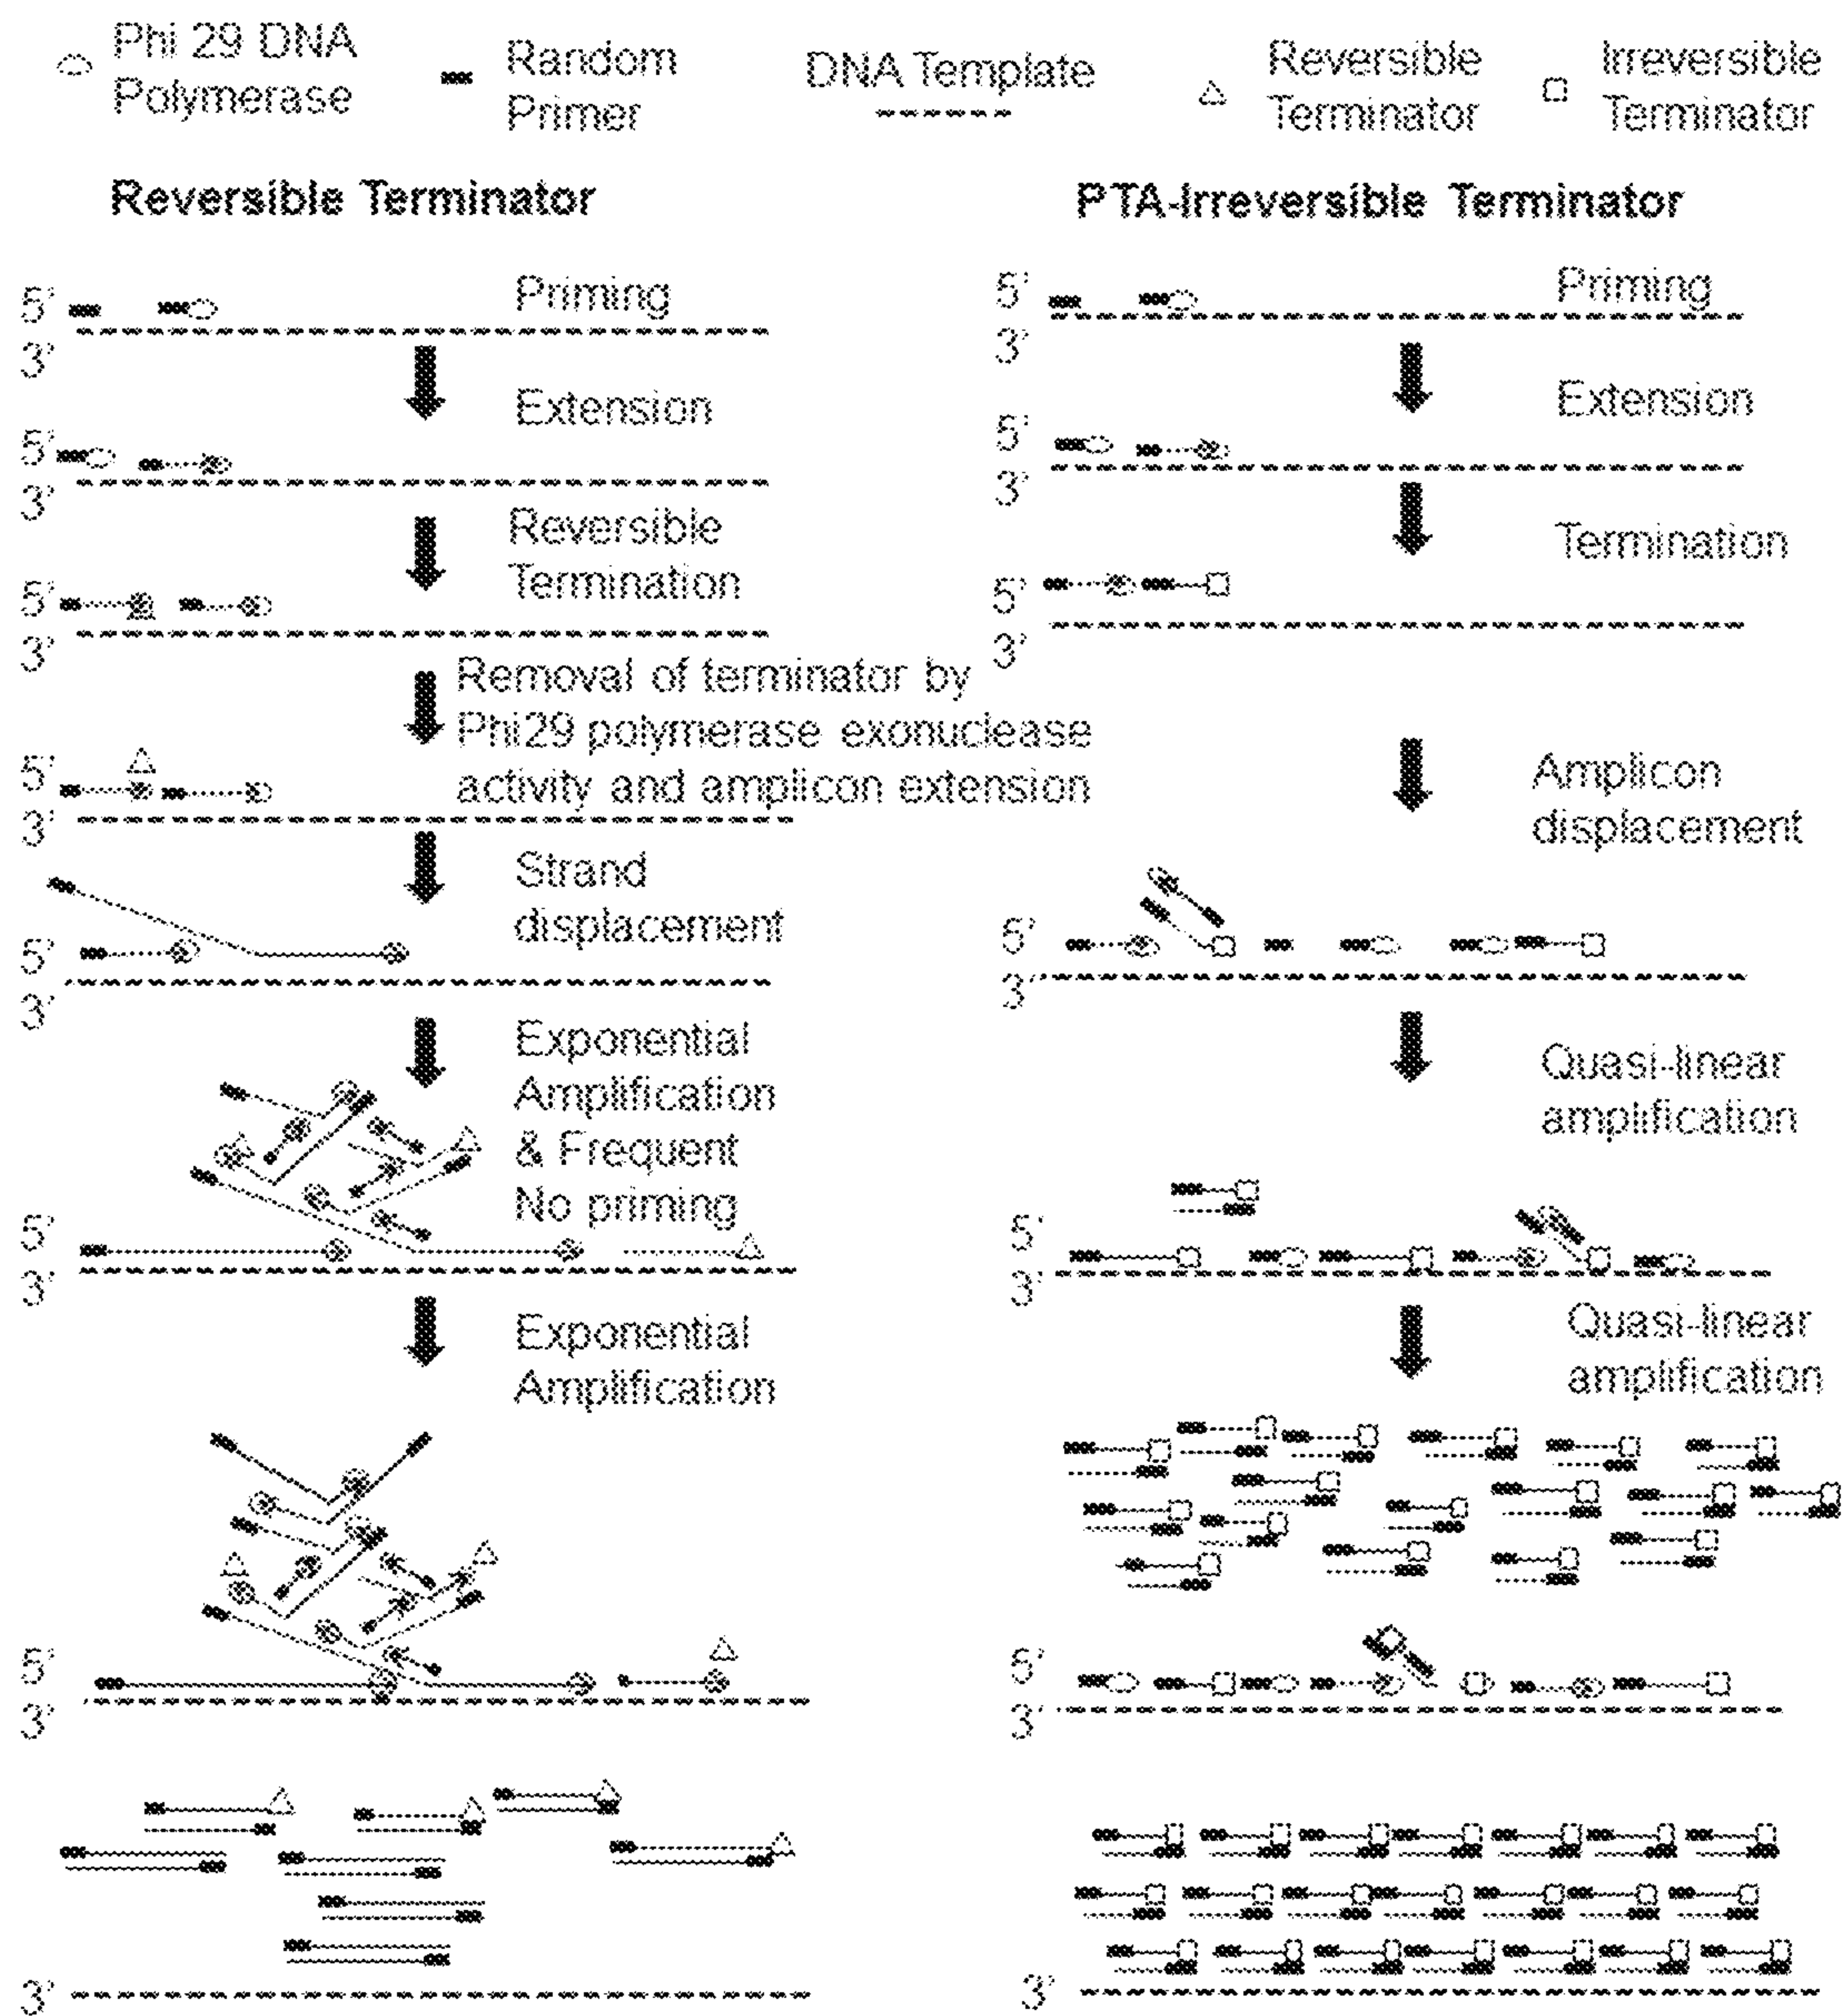 Phi 29 DNA
Polymerase
Random
Primer
DNA Template
Reversible
Terminator
Irreversible
Terminator
Reversible Terminator
5'
3'
Priming
Extension
5'
3'
Reversible
Termination
5'
3'
Removal of terminator by
Phi29 polymerase exonuclease
activity and amplicon extension
5'
3'
Strand
displacement
5'
3'
Exponential
Amplification
& Frequent
No priming
5'
3'
Exponential
Amplification
5'
3'
3'
PTA-Irreversible Terminator
5'
3'
Priming
Extension
5'
3'
Termination
5'
3'
Amplicon
displacement
5'
3'
Quasi-linear
amplification
5'
3'
Quasi-linear
amplification
5'
3'
3'